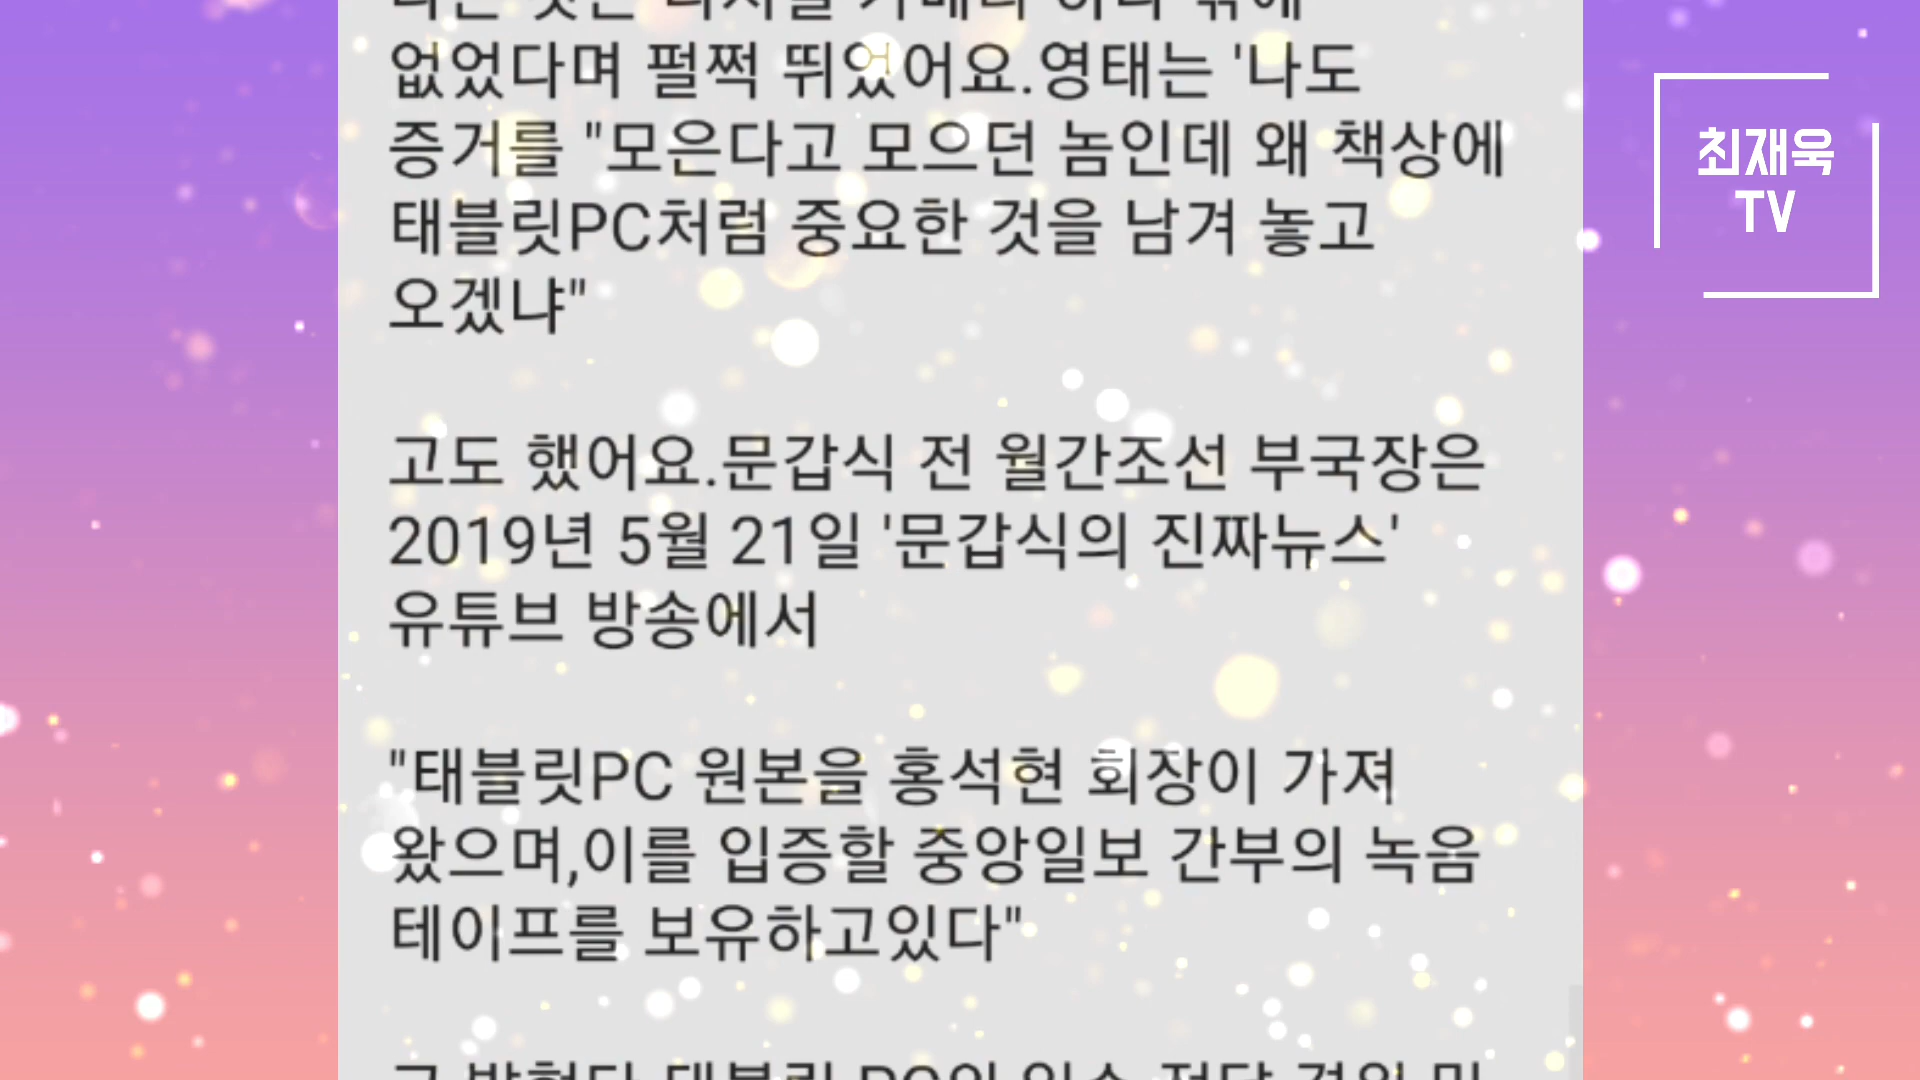 없었다며 펄쩍 뛰었어요.영태는 '나도
증거를 "모은다고 모으던 놈인데 왜 책상에
태블릿PC처럼 중요한 것을 남겨 놓고
오겠냐"
고도 했어요.문갑식 전 월간조선 부국장은
2019년 5월 21일 '문갑식의 진짜뉴스'
유튜브 방송에서
"태블릿PC 원본을 홍석현 회장이 가져
왔으며,이를 입증할 중앙일보 간부의 녹음
테이프를 보유하고있다"
최재욱
TV